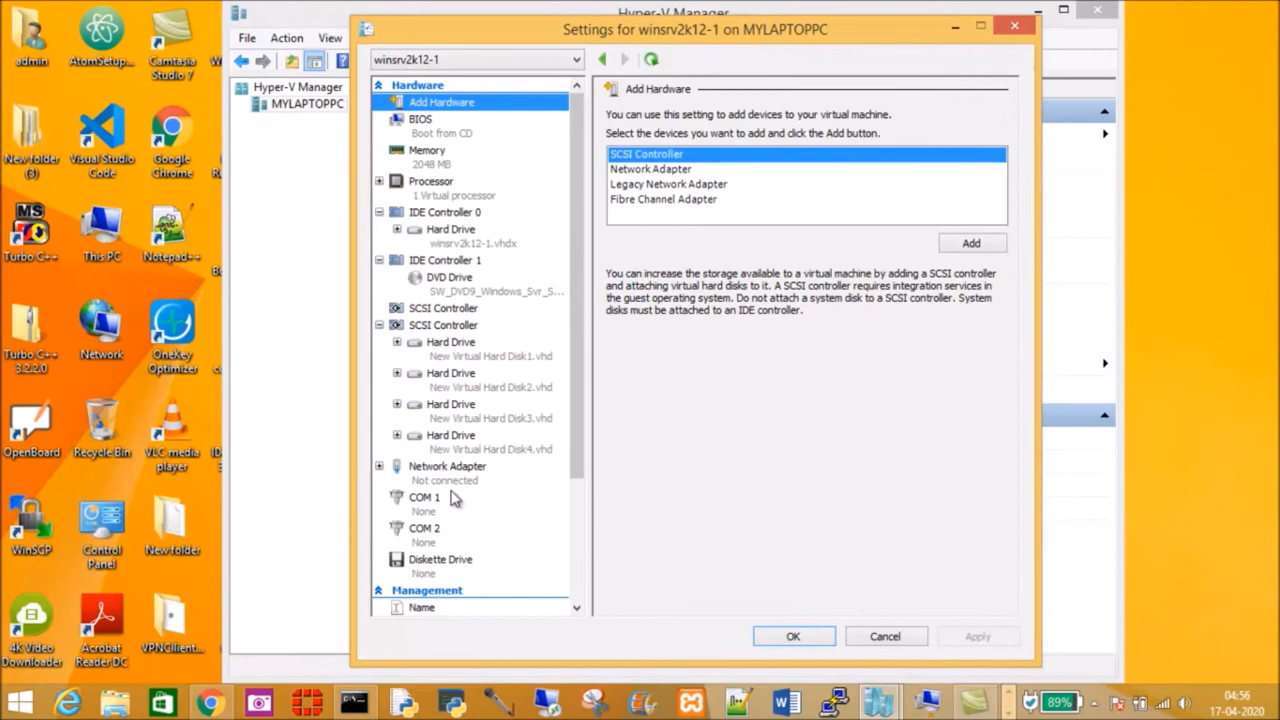 Hyper-V Manager
Settings for winsrv2k12-1 on MYLAPTOPPC
File
Action
View
Hyper-V Manager
MYLAPTOPPC
winsrv2k12-1
Hardware
Add Hardware
BIOS
Boot from CD
Memory
2048 MB
Processor
1 Virtual processor
IDE Controller 0
Hard Drive
winsrv2k12-1.vhdx
IDE Controller 1
DVD Drive
SW_DVD9_Windows_Svr_S...
SCSI Controller
SCSI Controller
Hard Drive
New Virtual Hard Disk1.vhd
Hard Drive
New Virtual Hard Disk2.vhd
Hard Drive
New Virtual Hard Disk3.vhd
Hard Drive
New Virtual Hard Disk4.vhd
Network Adapter
Not connected
COM 1
None
COM 2
None
Diskette Drive
None
Management
Name
Add Hardware
You can use this setting to add devices to your virtual machine.
Select the devices you want to add and click the Add button.
SCSI Controller
Network Adapter
Legacy Network Adapter
Fibre Channel Adapter
Add
You can increase the storage available to a virtual machine by adding a SCSI controller
and attaching virtual hard disks to it. A SCSI controller requires integration services in
the guest operating system. Do not attach a system disk to a SCSI controller. System
disks must be attached to an IDE controller.
OK
Cancel
Apply
admin
AtomSetup...
Camtasia
Studio 7
New folder
(3)
Visual Studio
Code
Google
Chrome
MS
Turbo C++
This PC
Notepad++
Turbo C++
3.2.2.0
Network
OneKey
Optimizer
OpenBoard
Recycle Bin
VLC media
player
WinSCP
Control
Panel
New folder
4K Video
Downloader
Acrobat
Reader DC
VPNClient...
89%
04:56
17-04-2020